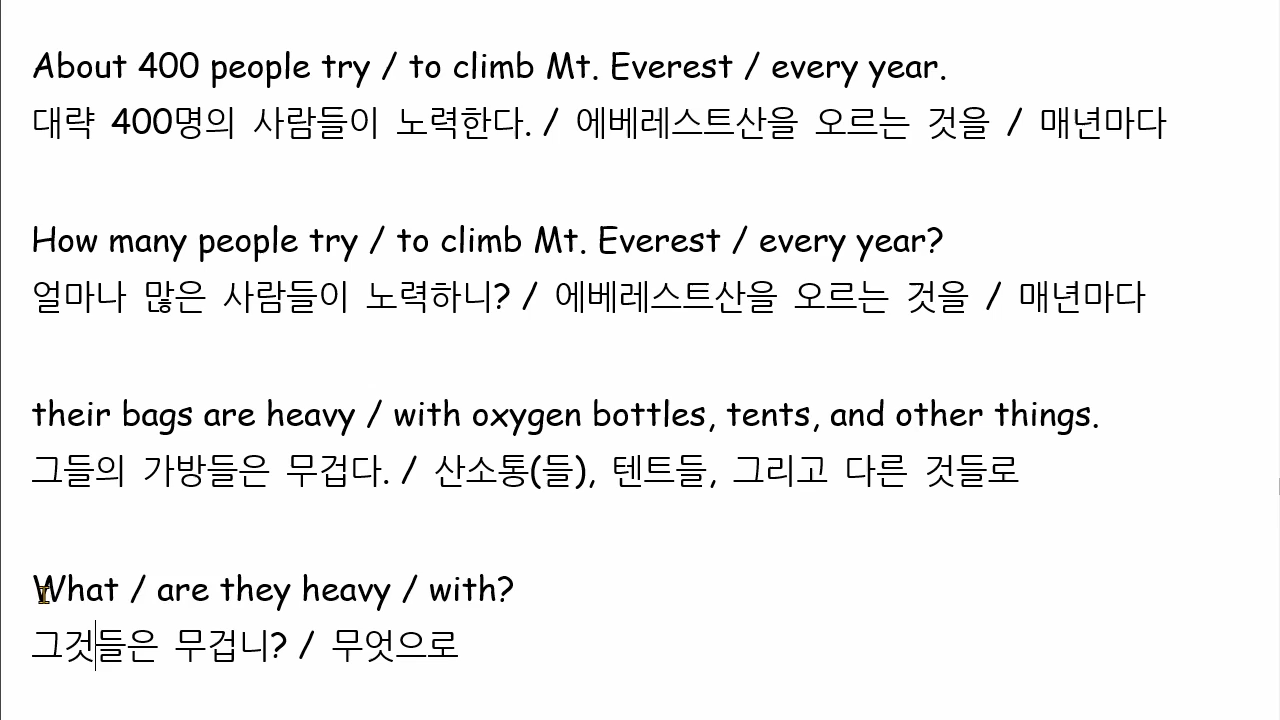 About 400 people try / to climb Mt. Everest / every year.
대략 400명의 사람들이 노력한다. / 에베레스트산을 오르는 것을 / 매년마다
How many people try / to climb Mt. Everest / every year?
얼마나 많은 사람들이 노력하니? / 에베레스트산을 오르는 것을 / 매년마다
their bags are heavy / with oxygen bottles, tents, and other things.
그들의 가방들은 무겁다. / 산소통(들), 텐트들, 그리고 다른 것들로
What / are they heavy / with?
그것들은 무겁니? / 무엇으로